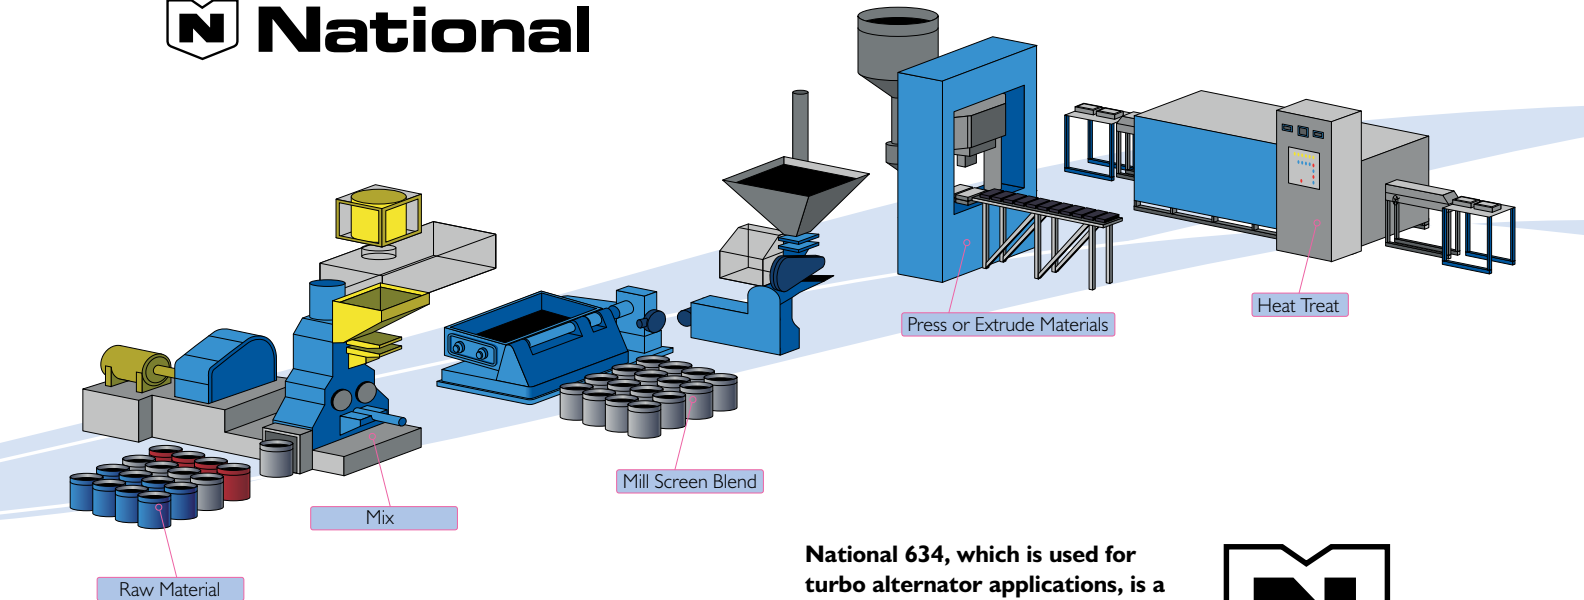 N National
Heat Treat
Press or Extrude Materials
Mill Screen Blend
Mix
Raw Material
National 634, which is used for
turbo alternator applications, is a
N